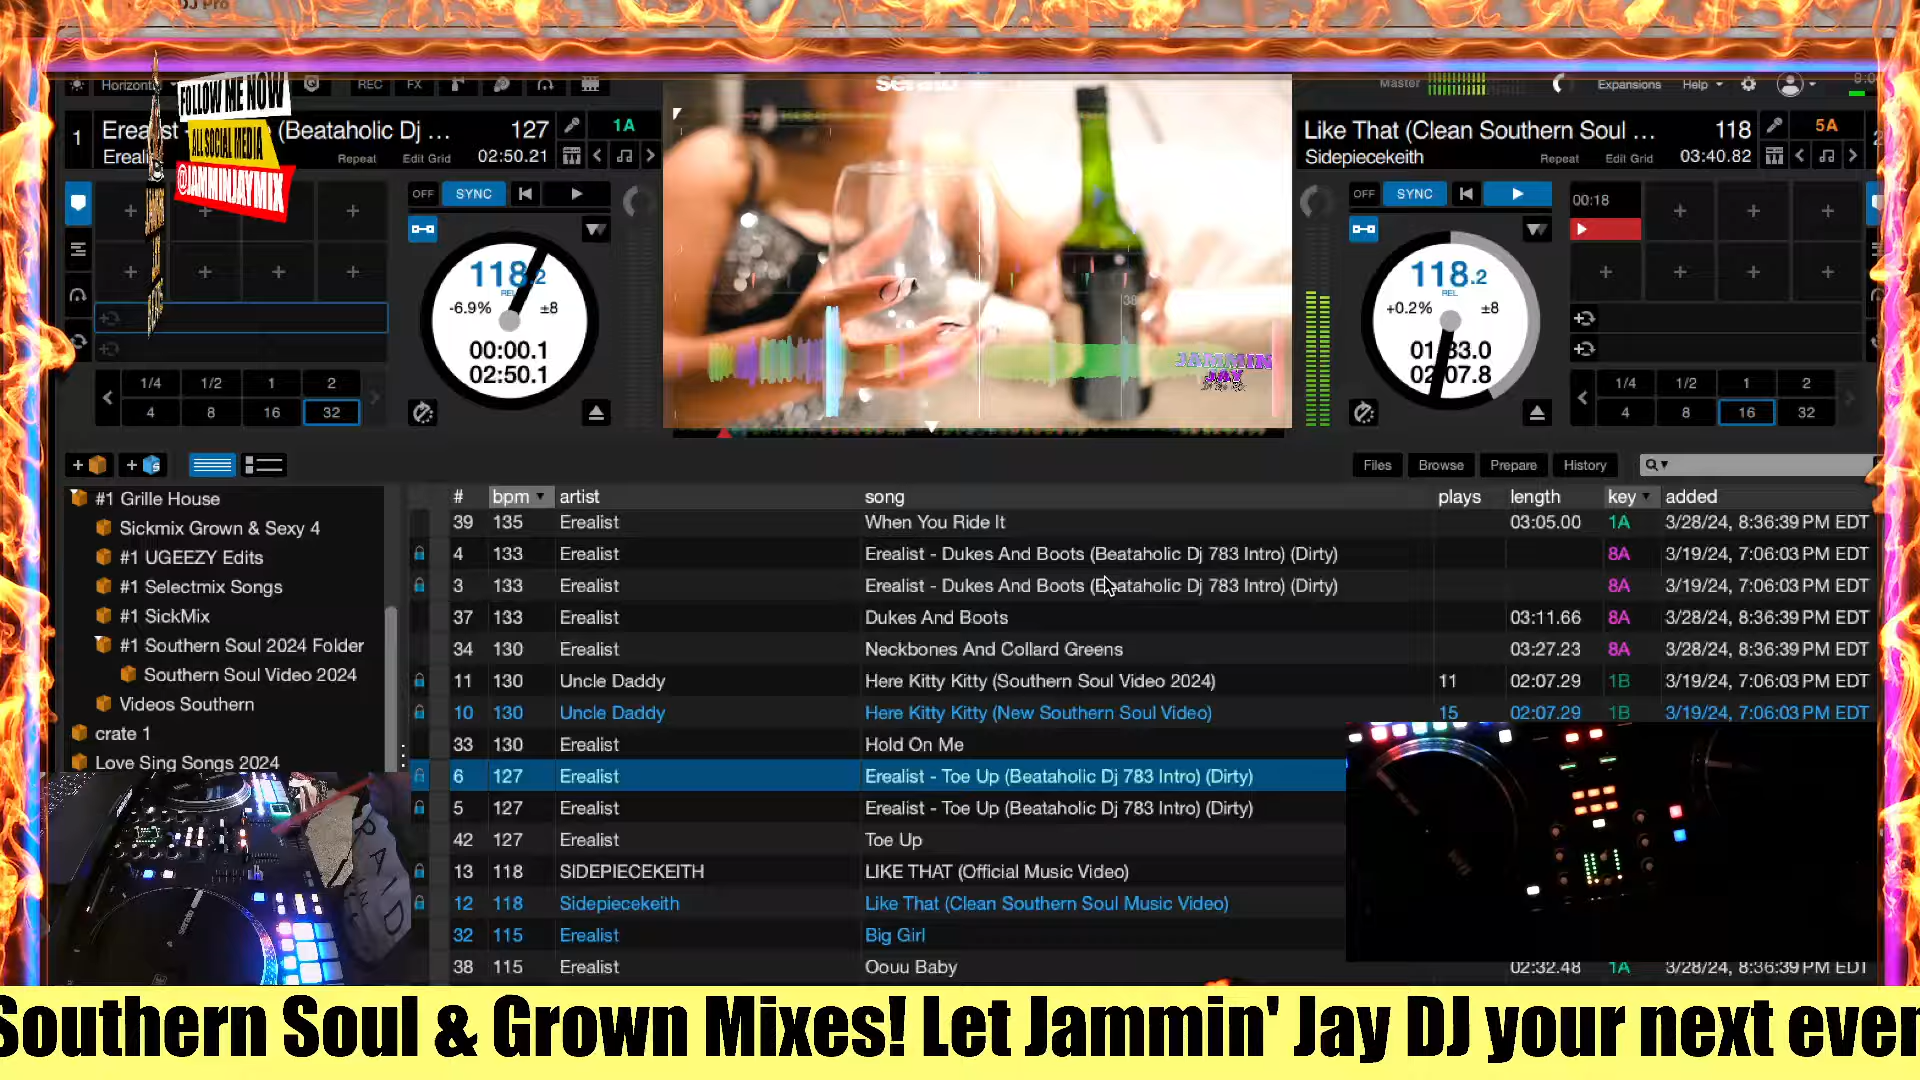 DJ Pro
Horizont
REC
FX
serato
Master
Expansions
Help
FOLLOW ME NOW
ALL SOCIAL MEDIA
@JAMMINJAYMIX
1
(Beataholic Dj ...
127
1A
Repeat
Edit Grid
02:50.21
Like That (Clean Southern Soul ...
118
5A
Sidepiecekeith
Repeat
Edit Grid
03:40.82
OFF
SYNC
118.2
REL
-6.9%
±8
00:00.1
02:50.1
38
JAMMIN
JAY
OFF
SYNC
118.2
REL
+0.2%
±8
00:18
1/4
1/2
1
2
4
8
16
32
1/4
1/2
1
2
4
8
16
32
Files
Browse
Prepare
History
#1 Grille House
Sickmix Grown & Sexy 4
#1 UGEEZY Edits
#1 Selectmix Songs
#1 SickMix
#1 Southern Soul 2024 Folder
Southern Soul Video 2024
Videos Southern
crate 1
Love Sing Songs 2024
# bpm artist song plays length key added
39 135 Erealist When You Ride It 03:05.00 1A 3/28/24, 8:36:39 PM EDT
4 133 Erealist Erealist - Dukes And Boots (Beataholic Dj 783 Intro) (Dirty) 8A 3/19/24, 7:06:03 PM EDT
3 133 Erealist Erealist - Dukes And Boots (Beataholic Dj 783 Intro) (Dirty) 8A 3/19/24, 7:06:03 PM EDT
37 133 Erealist Dukes And Boots 03:11.66 8A 3/28/24, 8:36:39 PM EDT
34 130 Erealist Neckbones And Collard Greens 03:27.23 8A 3/28/24, 8:36:39 PM EDT
11 130 Uncle Daddy Here Kitty Kitty (Southern Soul Video 2024) 11 02:07.29 1B 3/19/24, 7:06:03 PM EDT
10 130 Uncle Daddy Here Kitty Kitty (New Southern Soul Video) 15 02:07.29 1B 3/19/24, 7:06:03 PM EDT
33 130 Erealist Hold On Me
6 127 Erealist Erealist - Toe Up (Beataholic Dj 783 Intro) (Dirty)
5 127 Erealist Erealist - Toe Up (Beataholic Dj 783 Intro) (Dirty)
42 127 Erealist Toe Up
13 118 SIDEPIECEKEITH LIKE THAT (Official Music Video)
12 118 Sidepiecekeith Like That (Clean Southern Soul Music Video)
32 115 Erealist Big Girl
38 115 Erealist Oouu Baby 02:32.48 1A 3/28/24, 8:36:39 PM EDT
Southern Soul & Grown Mixes! Let Jammin' Jay DJ your next even